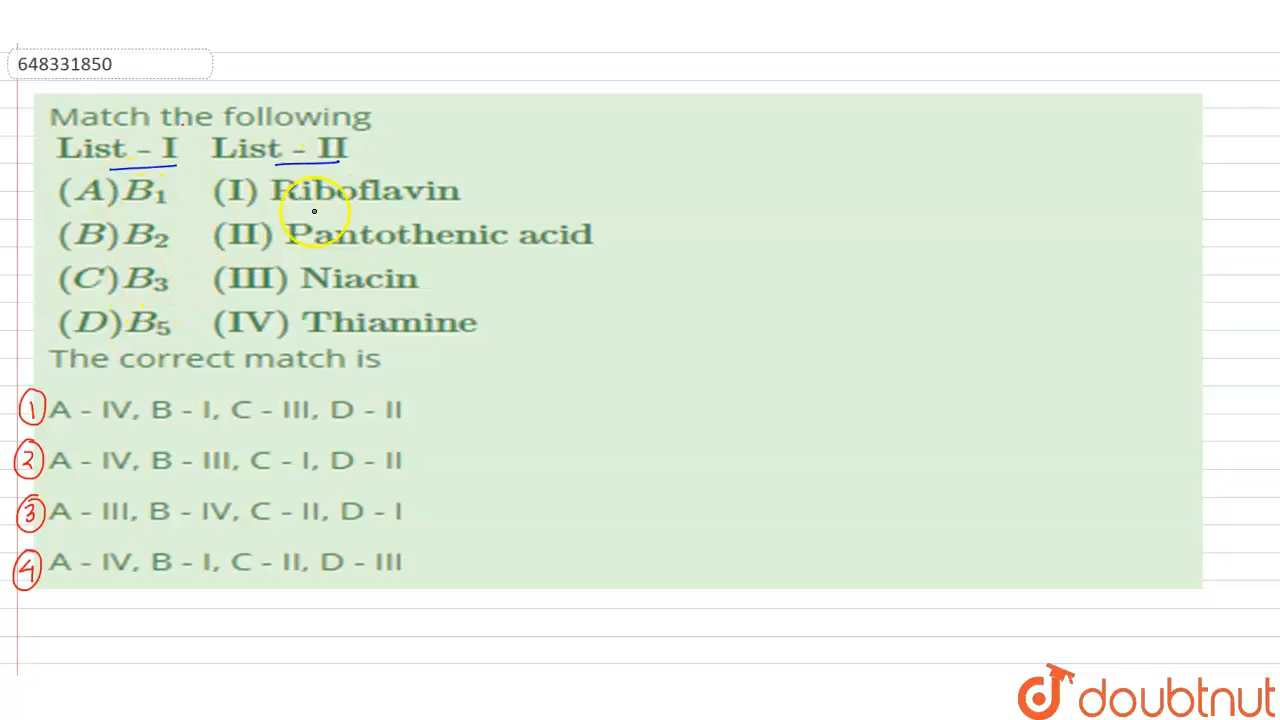 648331850
Match the following
List - I List - II
(A)B₁ (I) Riboflavin
(B)B₂ (II) Pantothenic acid
(C)B₃ (III) Niacin
(D)B₅ (IV) Thiamine
The correct match is
1 A - IV, B - I, C - III, D - II
2 A - IV, B - III, C - I, D - II
3 A - III, B - IV, C - II, D - I
4 A - IV, B - I, C - II, D - III
doubtnut